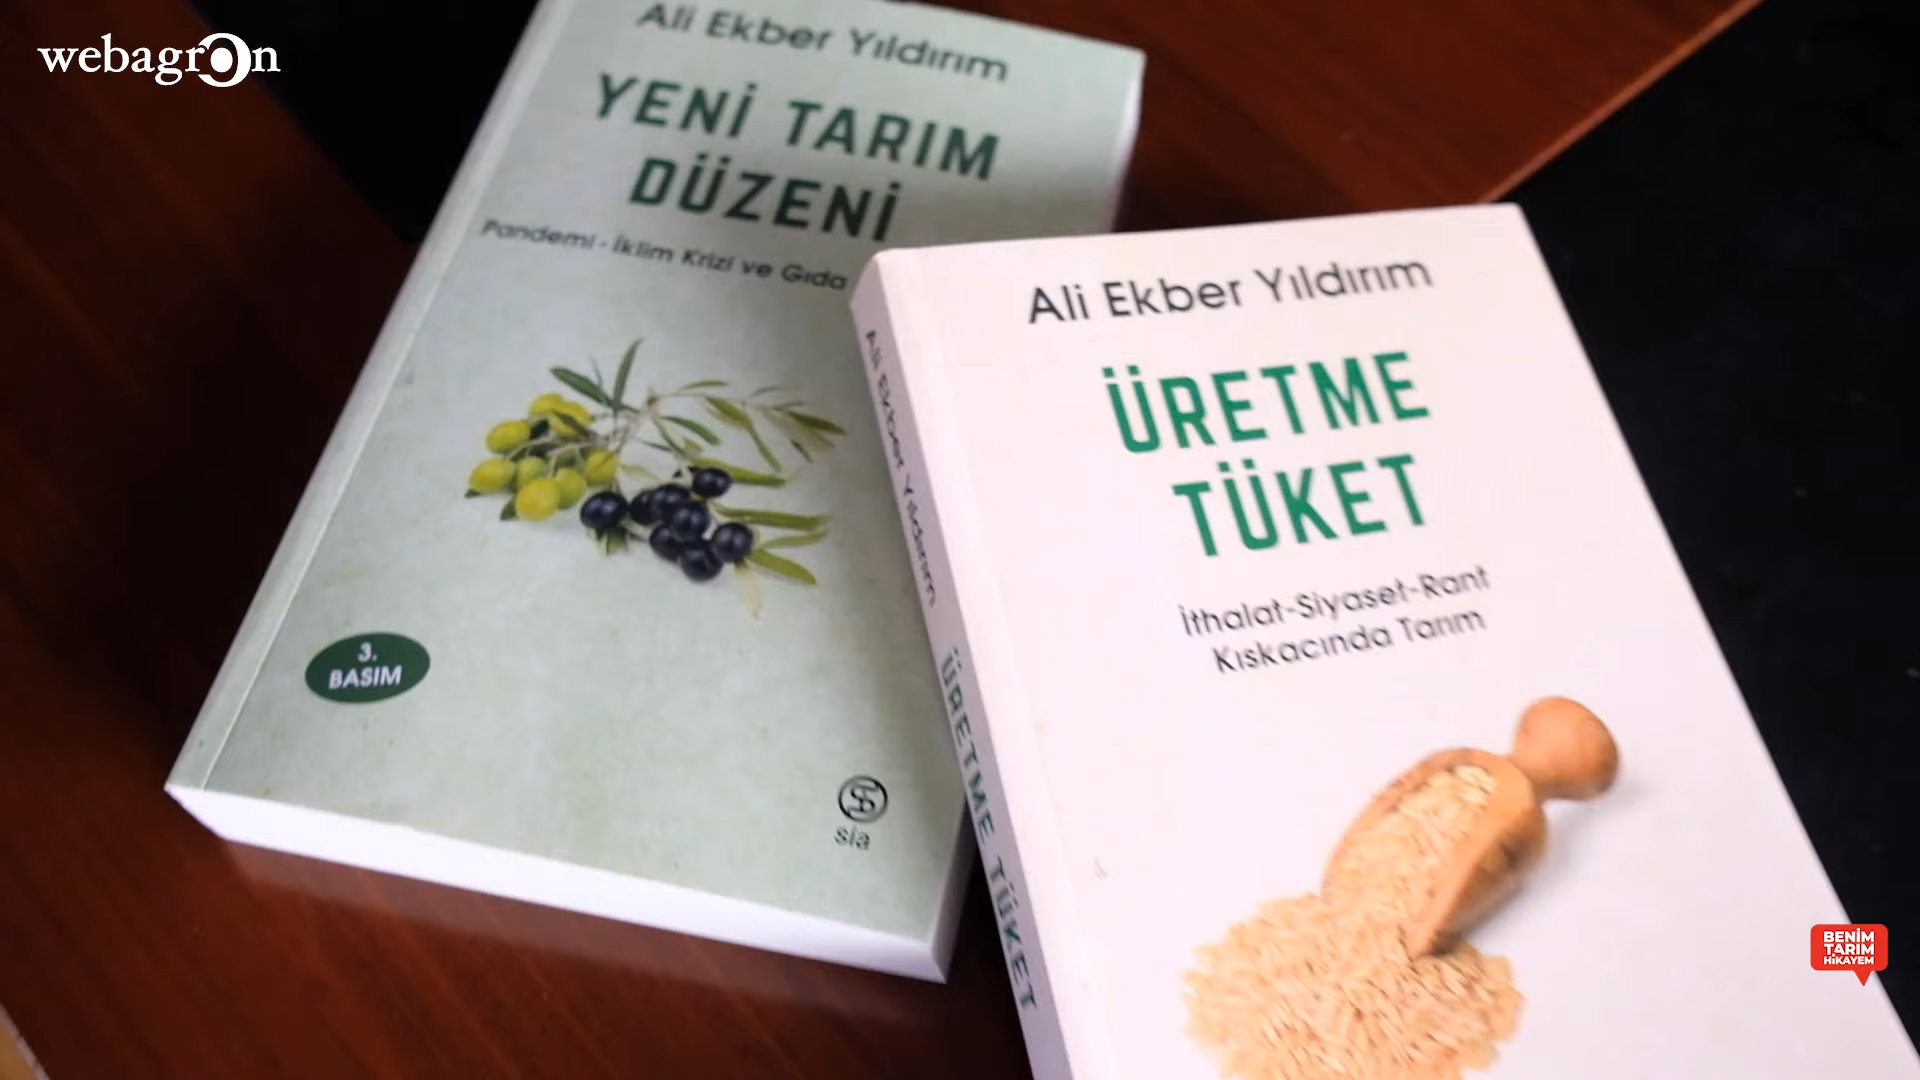 webagron
Ali Ekber Yıldırım
YENİ TARIM
DÜZENİ
Pandemi - İklim Krizi ve Gıda
3.
BASIM
sia
Ali Ekber Yıldırım
ÜRETME
TÜKET
İthalat-Siyaset-Rant
Kıskacında Tarım
Ali Ekber Yıldırım ÜRETME TÜKET
BENİM
TARIM
HİKAYEM